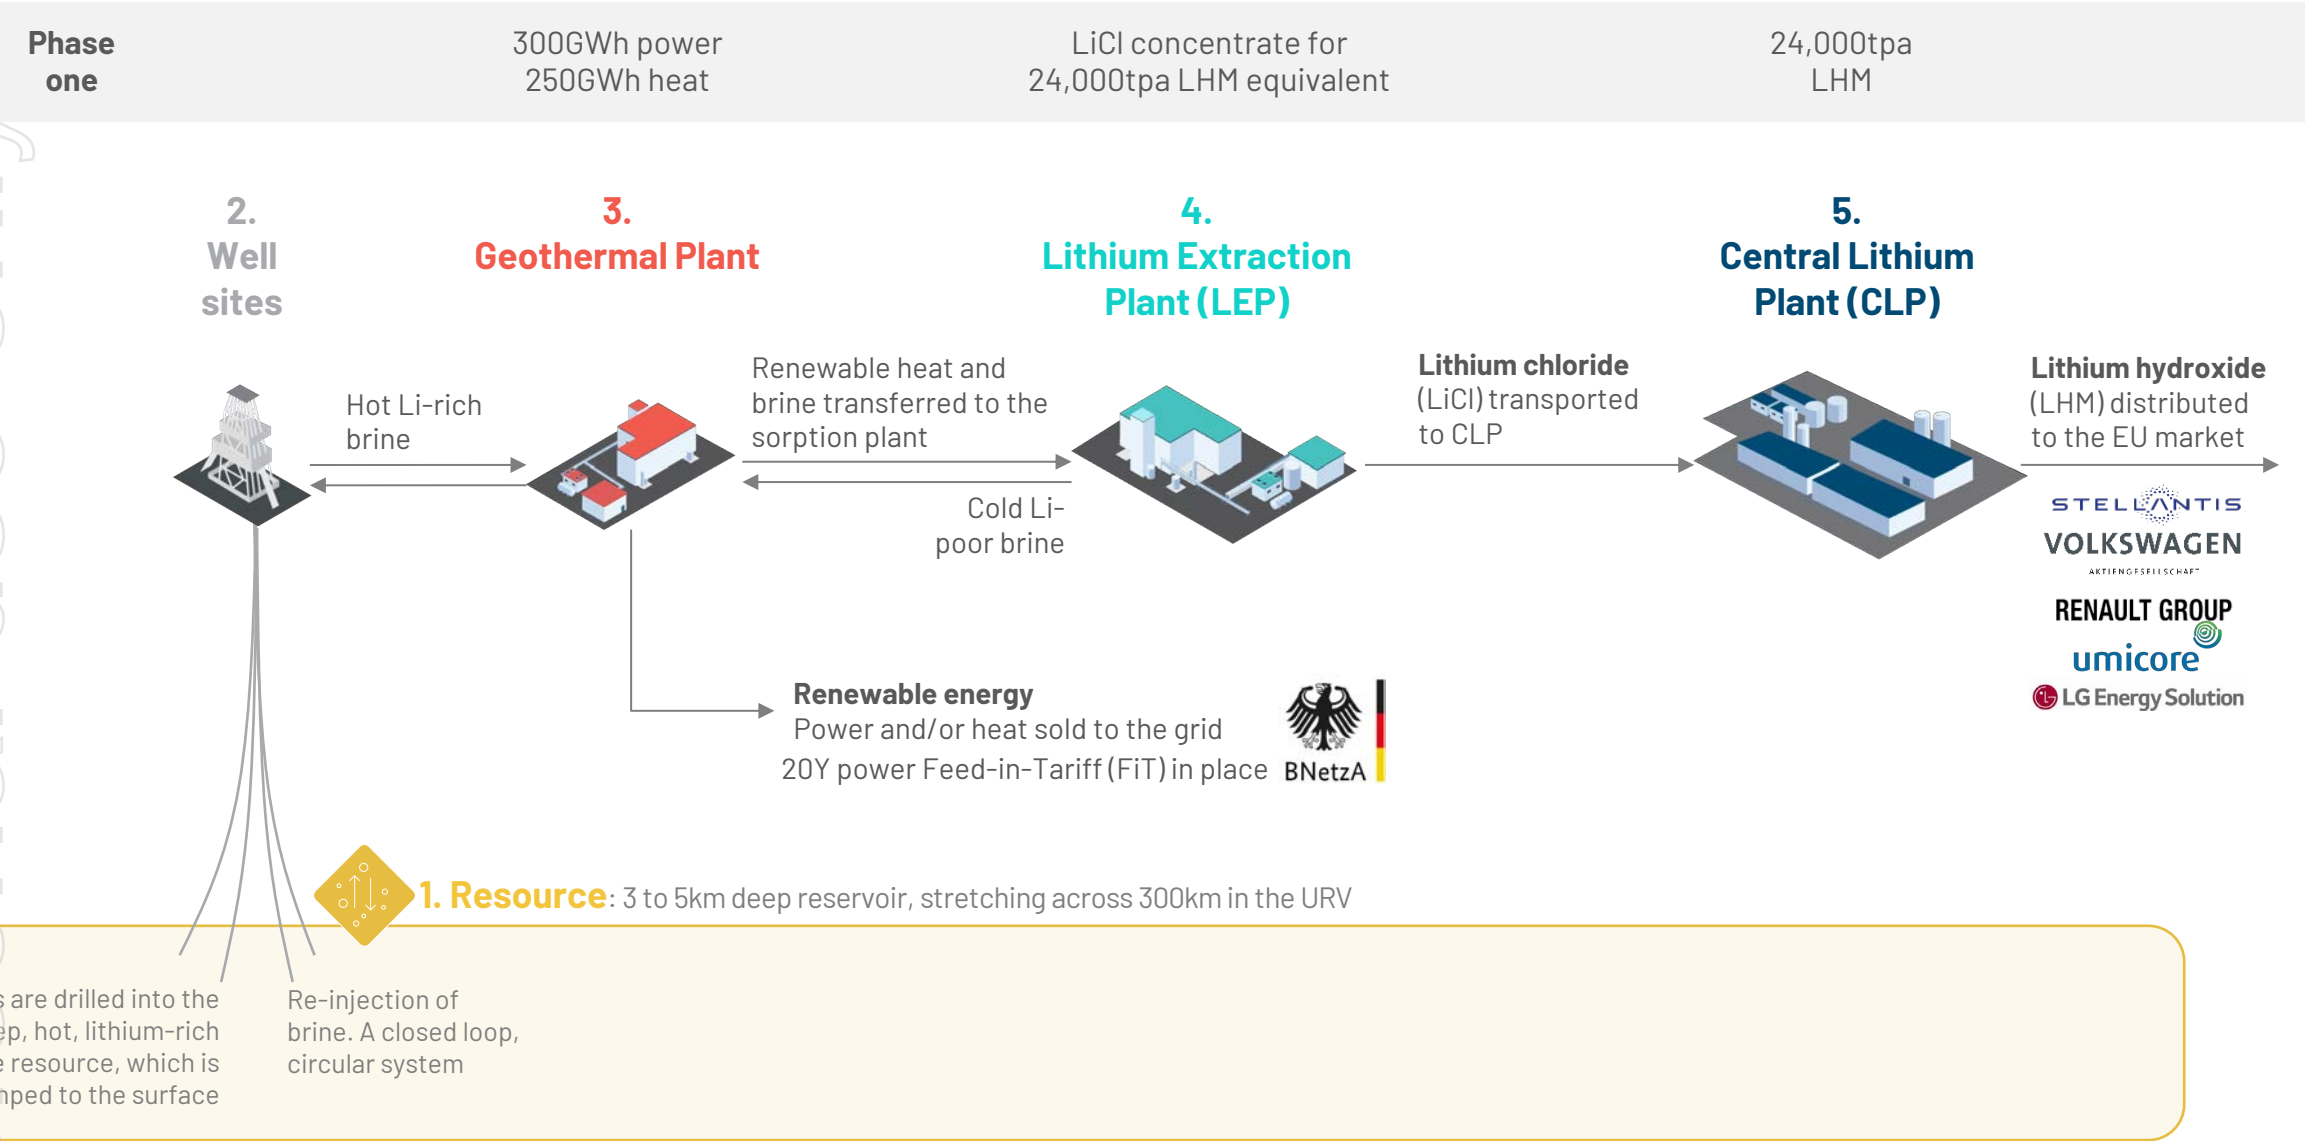 Phase
one
300GWh power
250GWh heat
LiCl concentrate for
24,000tpa LHM equivalent
24,000tpa
LHM
2.
Well
sites
3.
Geothermal Plant
4.
Lithium Extraction
Plant (LEP)
5.
Central Lithium
Plant (CLP)
Hot Li-rich
brine
Renewable heat and
brine transferred to the
sorption plant
Cold Li-
poor brine
Lithium chloride
(LiCl) transported
to CLP
Lithium hydroxide
(LHM) distributed
to the EU market
STELLANTIS
VOLKSWAGEN
AKTIENGESELLSCHAFT
RENAULT GROUP
umicore
LG Energy Solution
Renewable energy
Power and/or heat sold to the grid
20Y power Feed-in-Tariff (FiT) in place
BNetzA
1. Resource: 3 to 5km deep reservoir, stretching across 300km in the URV
are drilled into the
hot, lithium-rich
resource, which is
to the surface
Re-injection of
brine. A closed loop,
circular system